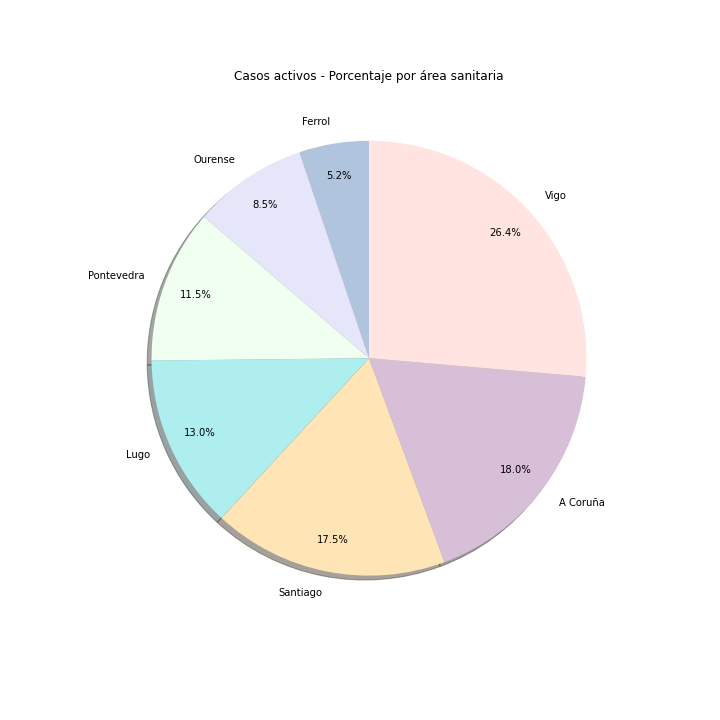 Casos activos - Porcentaje por área sanitaria
Ferrol
5.2%
Ourense
8.5%
Vigo
26.4%
Pontevedra
11.5%
Lugo
13.0%
A Coruña
18.0%
Santiago
17.5%